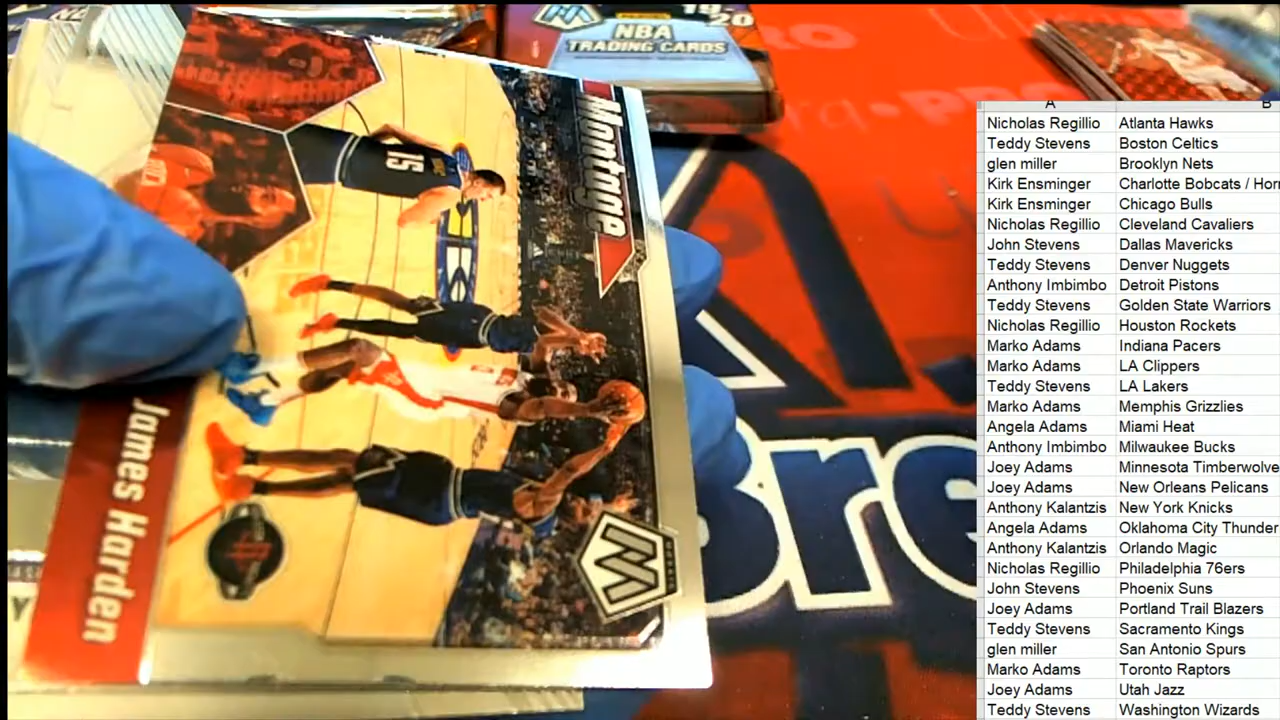 19-20
NBA
TRADING CARDS
Montage
15
James Harden
MOSAIC
Bre
A B
Nicholas Regillio Atlanta Hawks
Teddy Stevens Boston Celtics
glen miller Brooklyn Nets
Kirk Ensminger Charlotte Bobcats / Horn
Kirk Ensminger Chicago Bulls
Nicholas Regillio Cleveland Cavaliers
John Stevens Dallas Mavericks
Teddy Stevens Denver Nuggets
Anthony Imbimbo Detroit Pistons
Teddy Stevens Golden State Warriors
Nicholas Regillio Houston Rockets
Marko Adams Indiana Pacers
Marko Adams LA Clippers
Teddy Stevens LA Lakers
Marko Adams Memphis Grizzlies
Angela Adams Miami Heat
Anthony Imbimbo Milwaukee Bucks
Joey Adams Minnesota Timberwolve
Joey Adams New Orleans Pelicans
Anthony Kalantzis New York Knicks
Angela Adams Oklahoma City Thunder
Anthony Kalantzis Orlando Magic
Nicholas Regillio Philadelphia 76ers
John Stevens Phoenix Suns
Joey Adams Portland Trail Blazers
Teddy Stevens Sacramento Kings
glen miller San Antonio Spurs
Marko Adams Toronto Raptors
Joey Adams Utah Jazz
Teddy Stevens Washington Wizards